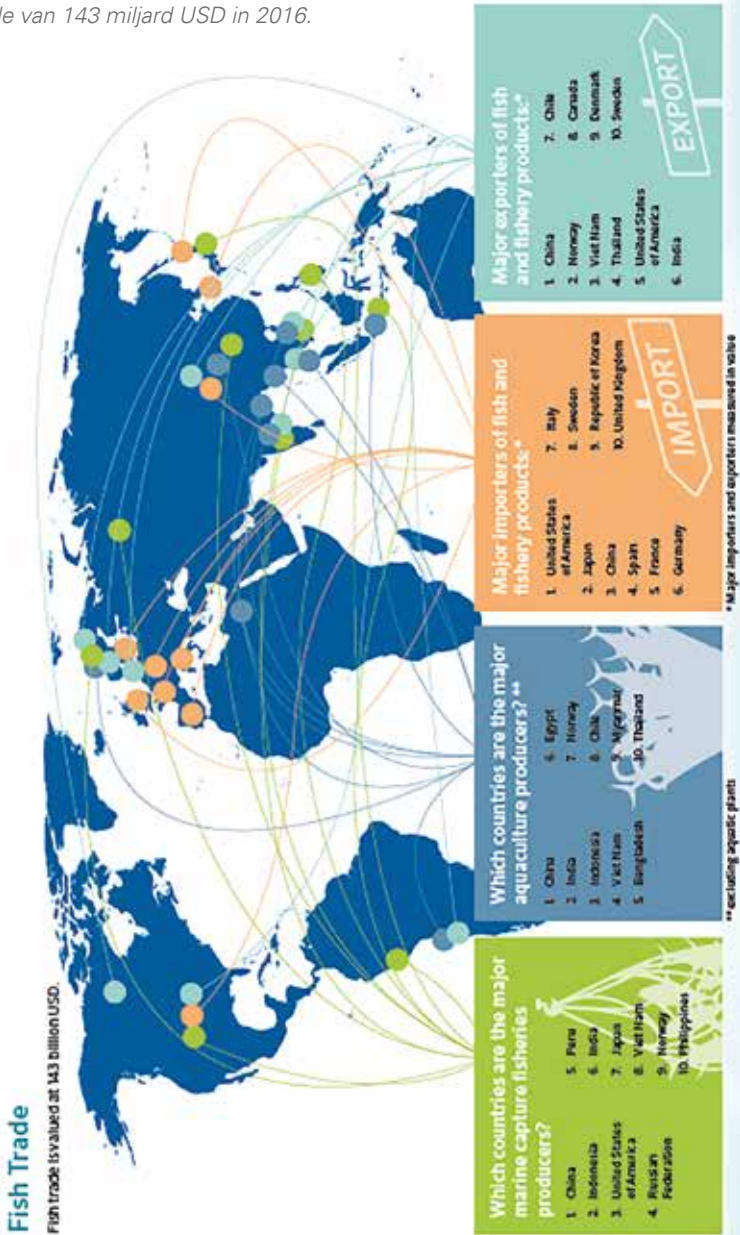 le van 143 miljard USD in 2016.
Fish Trade
Fish trade is valued at 143 billion USD.
Which countries are the major
marine capture fisheries
producers?
1. China
2. Indonesia
3. United States
of America
4. Russian
Federation
5. Peru
6. India
7. Japan
8. Viet Nam
9. Norway
10. Philippines
Which countries are the major
aquaculture producers? **
1. China
2. India
3. Indonesia
4. Viet Nam
5. Bangladesh
6. Egypt
7. Norway
8. Chile
9. Myanmar
10. Thailand
**excluding aquatic plants
Major importers of fish and
fishery products:*
1. United States
of America
2. Japan
3. China
4. Spain
5. France
6. Germany
7. Italy
8. Sweden
9. Republic of Korea
10. United Kingdom
IMPORT
Major exporters of fish
and fishery products:*
1. China
2. Norway
3. Viet Nam
4. Thailand
5. United States
of America
6. India
7. Chile
8. Canada
9. Denmark
10. Sweden
EXPORT
* Major importers and exporters measured in value